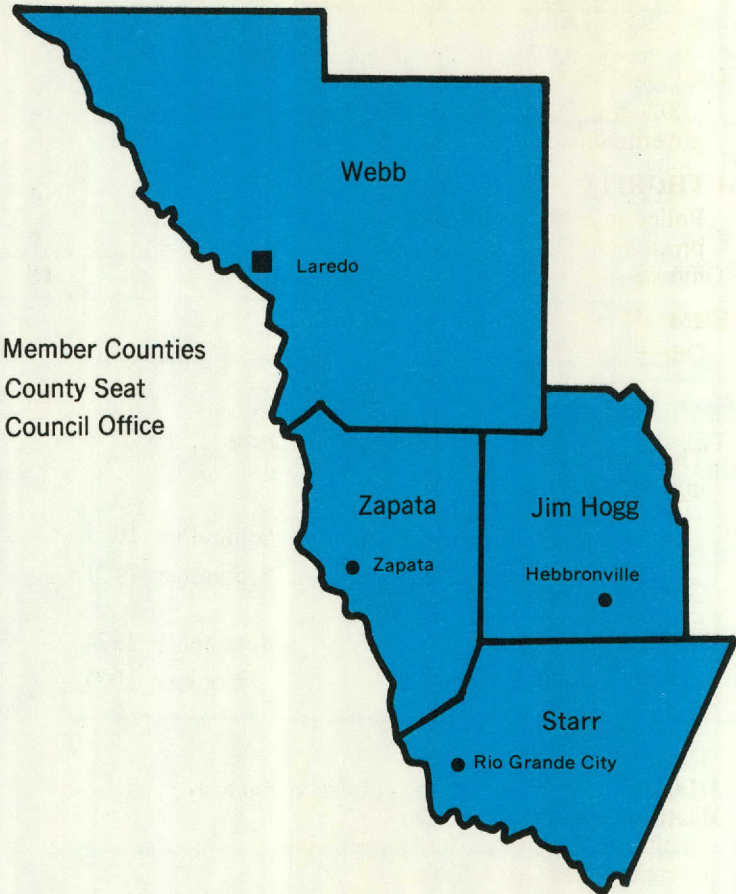 Webb
Laredo
Member Counties
County Seat
Council Office
Zapata
Jim Hogg
Zapata
Hebbronville
Starr
Rio Grande City